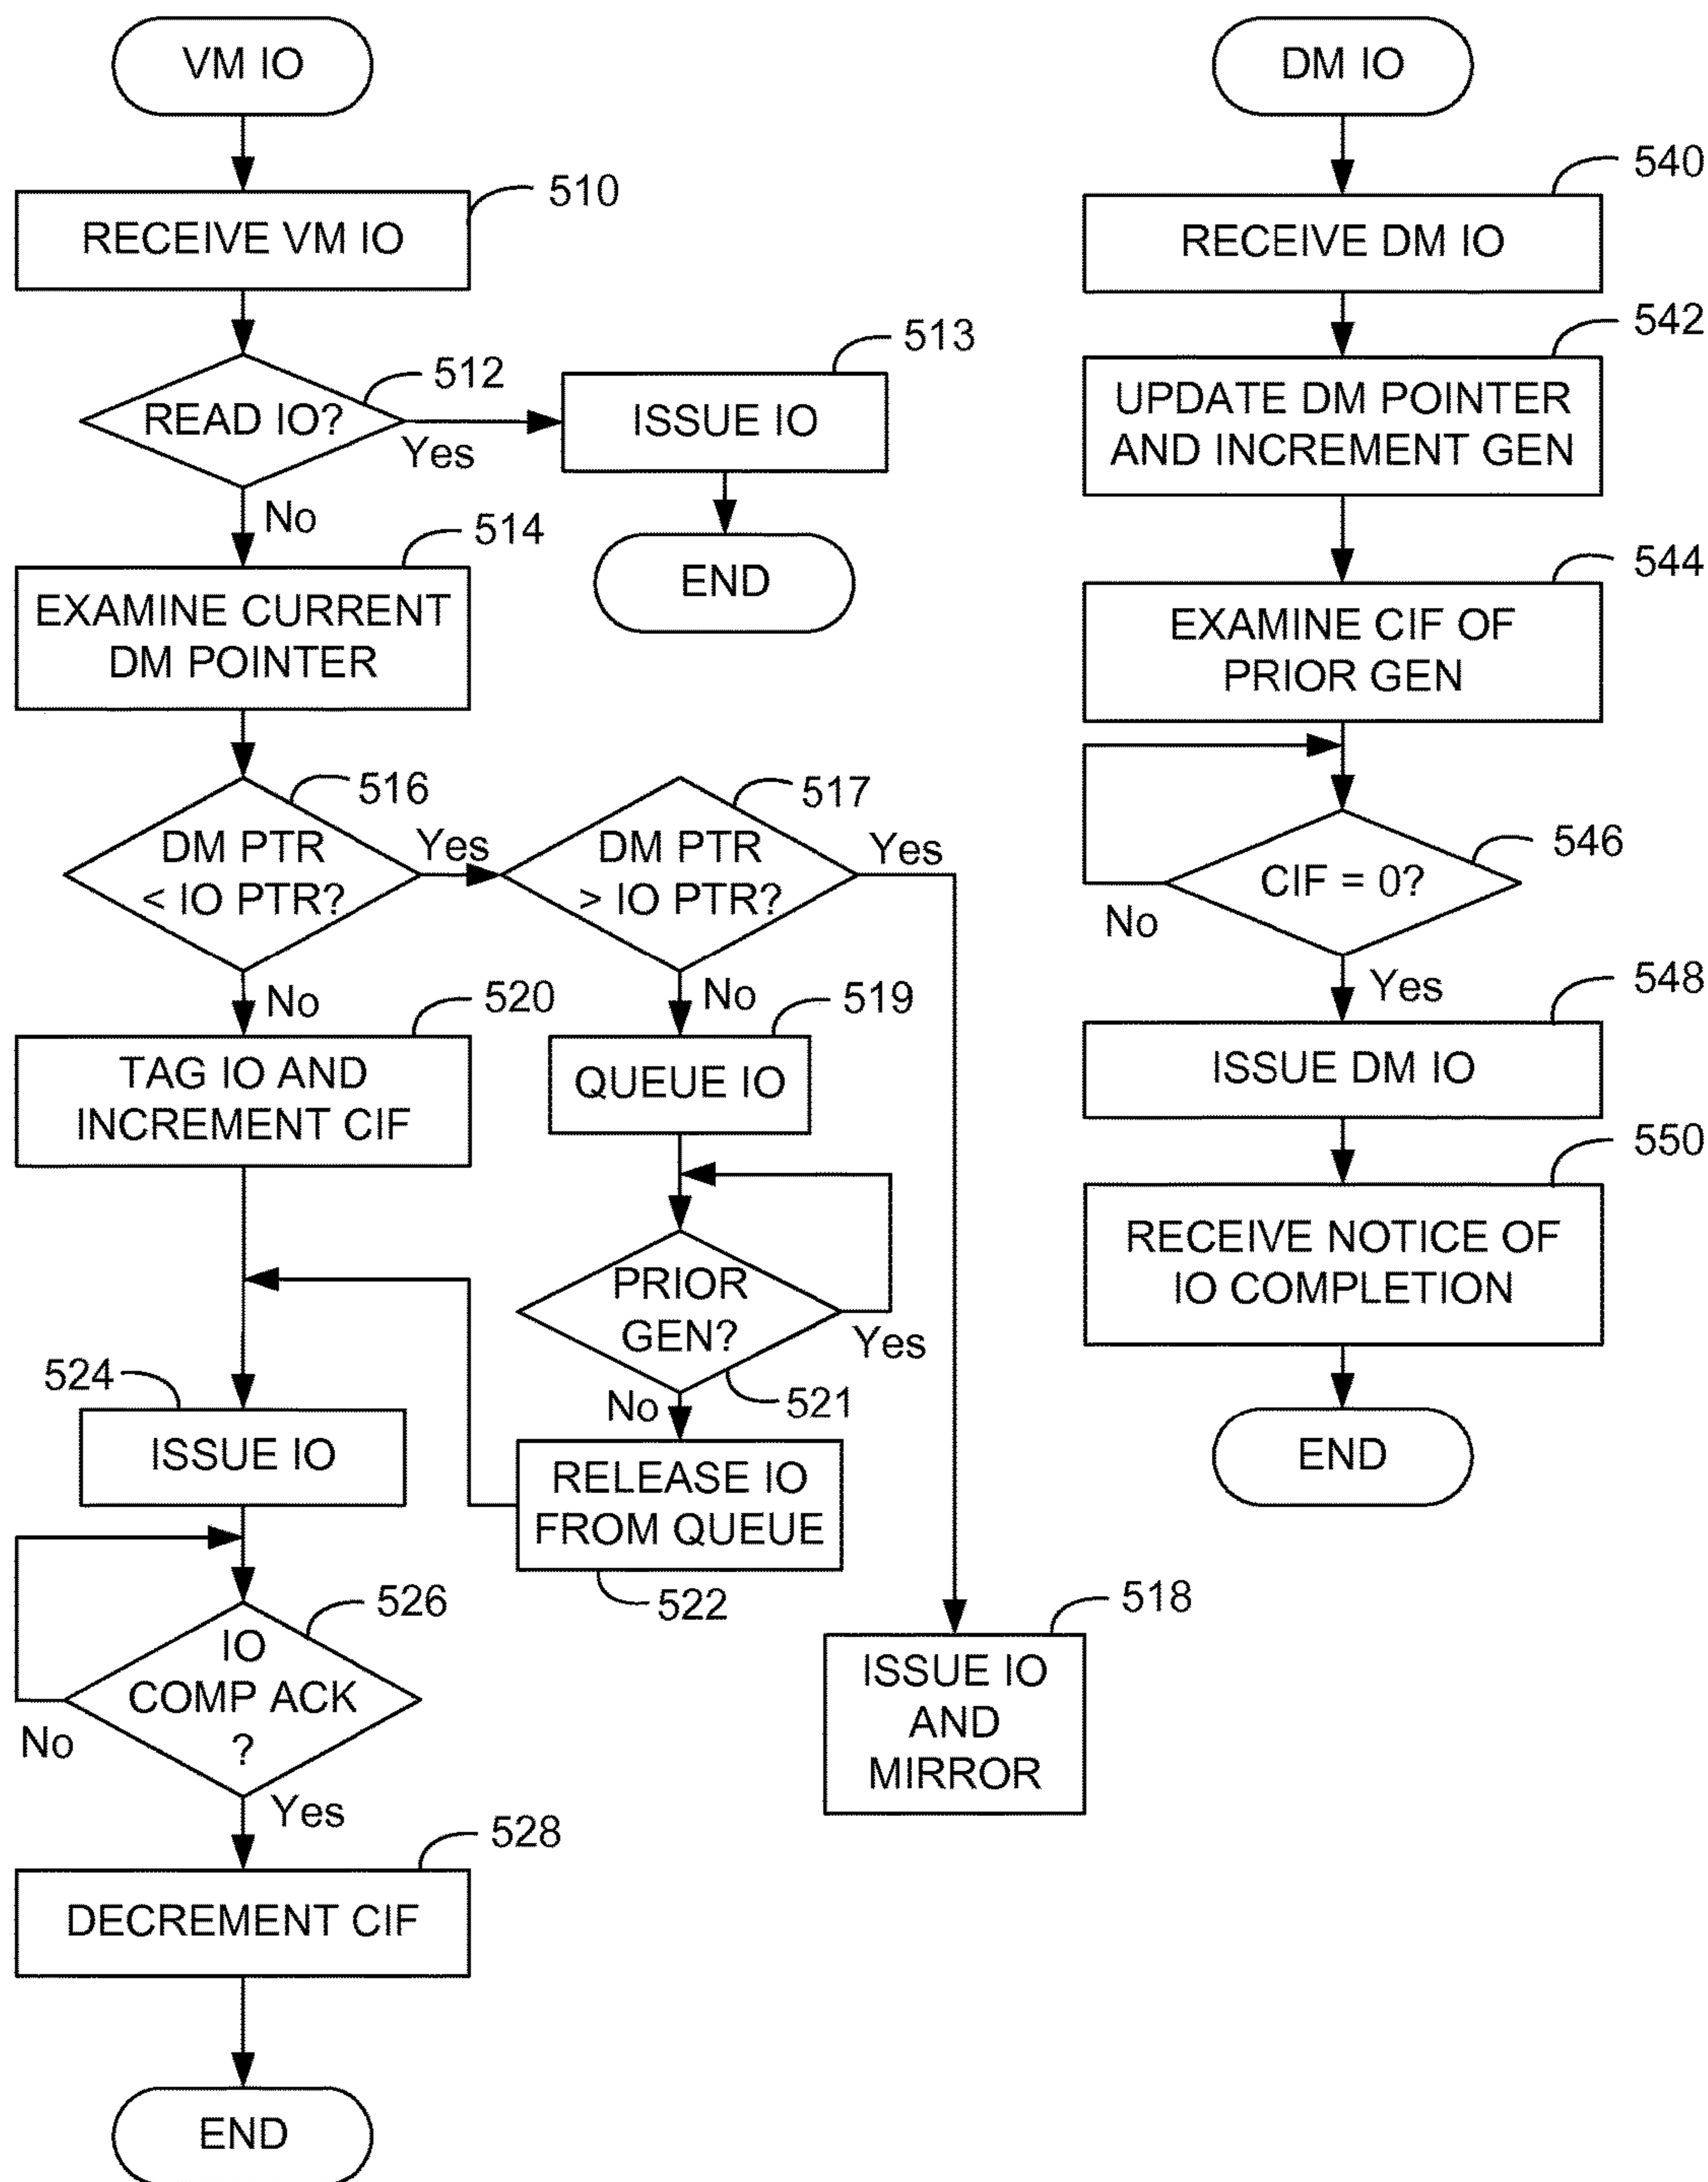 VM IO
510
RECEIVE VM IO
512
READ IO?
Yes
No
513
ISSUE IO
END
514
EXAMINE CURRENT
DM POINTER
516
DM PTR
< IO PTR?
Yes
No
517
DM PTR
> IO PTR?
Yes
No
520
TAG IO AND
INCREMENT CIF
519
QUEUE IO
PRIOR
GEN?
Yes
521
No
RELEASE IO
FROM QUEUE
522
524
ISSUE IO
526
IO
COMP ACK
?
No
Yes
518
ISSUE IO
AND
MIRROR
528
DECREMENT CIF
END
DM IO
540
RECEIVE DM IO
542
UPDATE DM POINTER
AND INCREMENT GEN
544
EXAMINE CIF OF
PRIOR GEN
546
CIF = 0?
No
Yes
548
ISSUE DM IO
550
RECEIVE NOTICE OF
IO COMPLETION
END